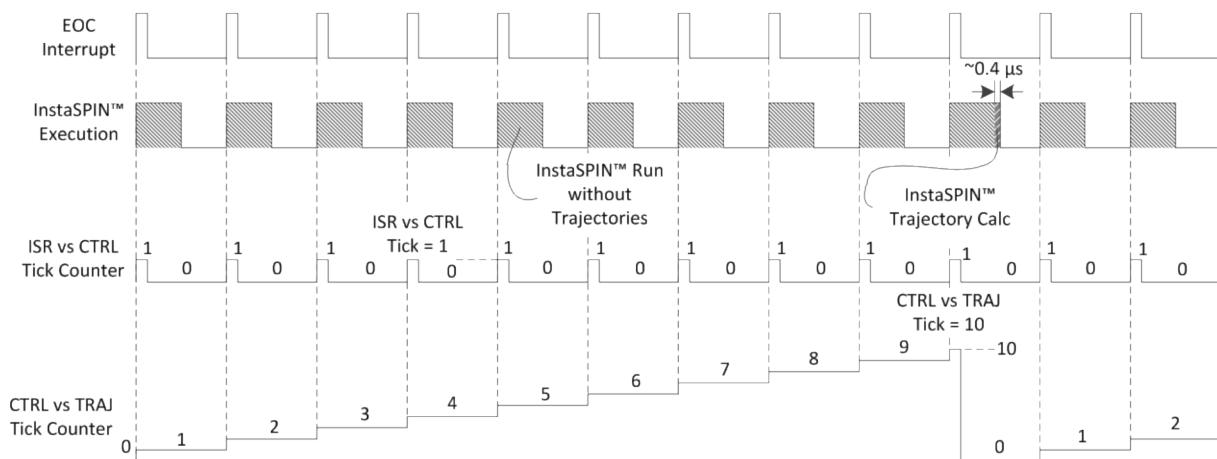 EOC
Interrupt
~0.4 µs
InstaSPIN™
Execution
InstaSPIN™ Run
without
Trajectories
InstaSPIN™
Trajectory Calc
ISR vs CTRL
Tick = 1
ISR vs CTRL
Tick Counter
1 1 1 1 1 1 1 1 1 1 1
0 0 0 0 0 0 0 0 0 0 0 0
CTRL vs TRAJ
Tick = 10
10
9
8
7
6
5
4
3
2
1
0
CTRL vs TRAJ
Tick Counter
0
1
2